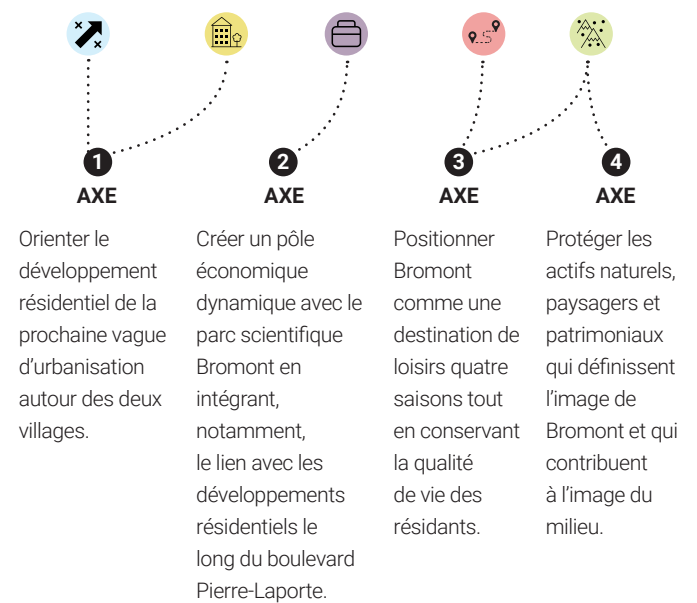 1
AXE
Orienter le
développement
résidentiel de la
prochaine vague
d’urbanisation
autour des deux
villages.
2
AXE
Créer un pôle
économique
dynamique avec le
parc scientifique
Bromont en
intégrant,
notamment,
le lien avec les
développements
résidentiels le
long du boulevard
Pierre-Laporte.
3
AXE
Positionner
Bromont
comme une
destination de
loisirs quatre
saisons tout
en conservant
la qualité
de vie des
résidants.
4
AXE
Protéger les
actifs naturels,
paysagers et
patrimoniaux
qui définissent
l’image de
Bromont et qui
contribuent
à l’image du
milieu.